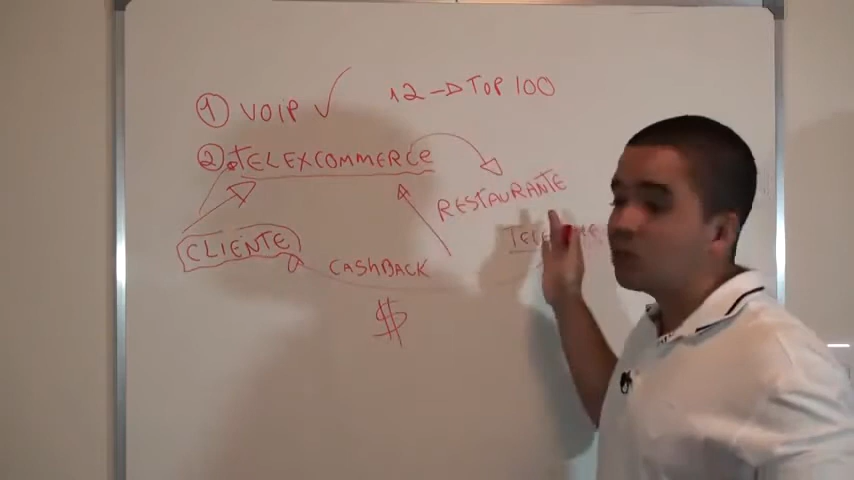 1 VOIP ✓ 12 → TOP 100
2 .TELEXCOMMERCE
RESTAURANTE
CLIENTE
CASHBACK
$